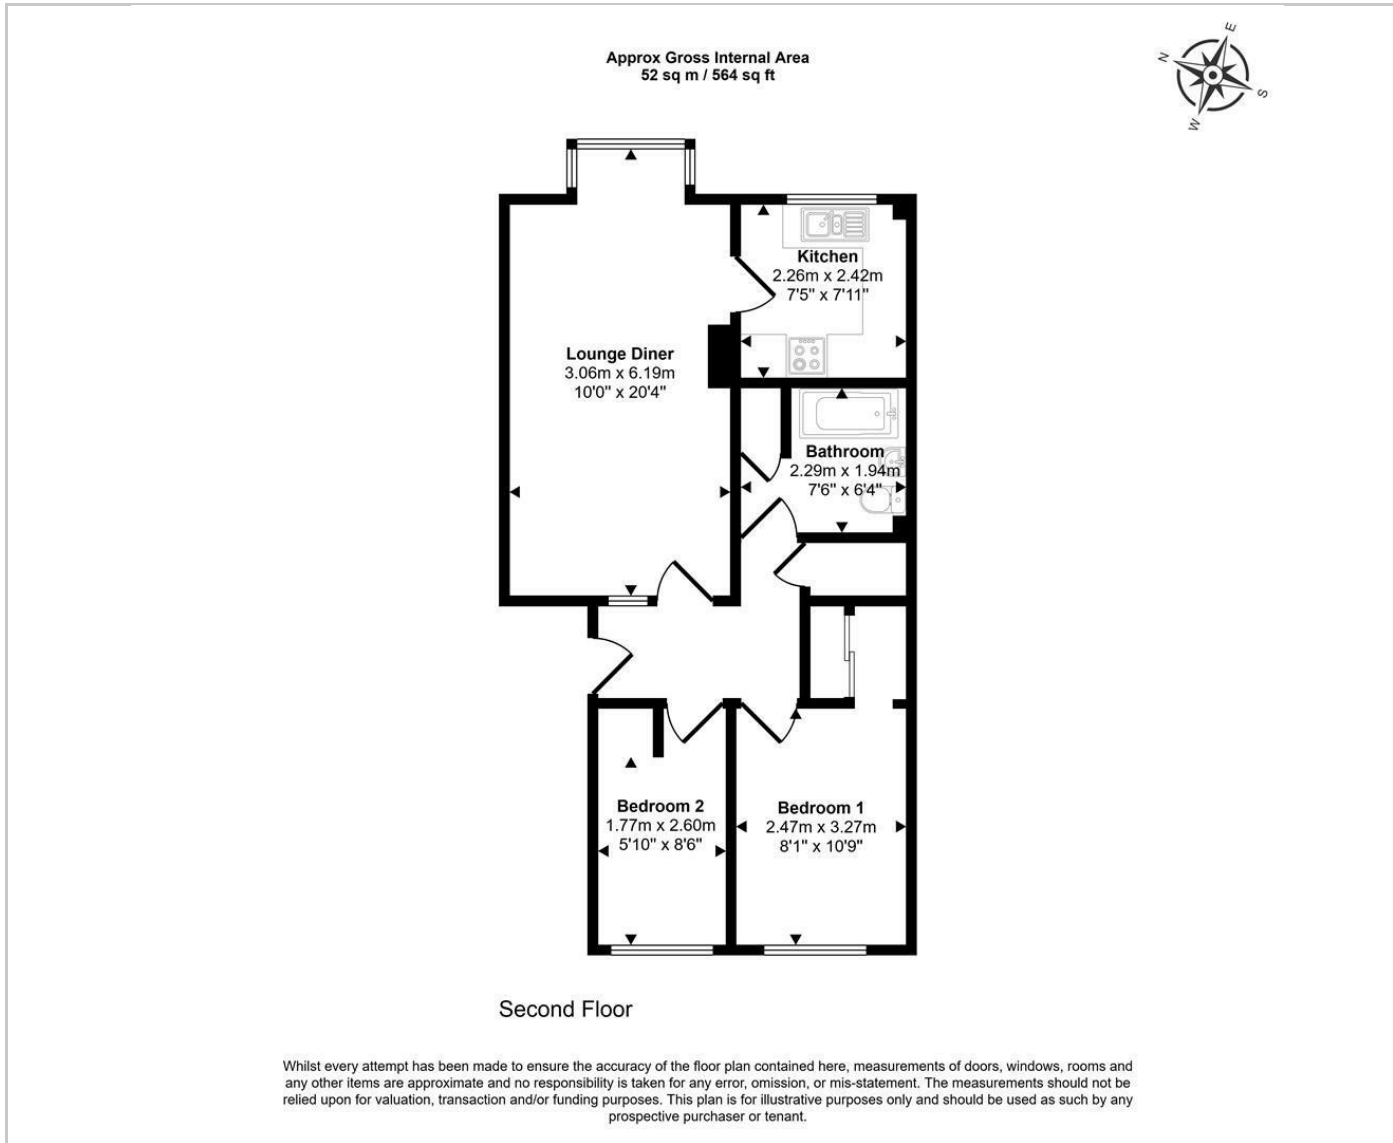 Approx Gross Internal Area
52 sq m / 564 sq ft
N
E
S
W
Kitchen
2.26m x 2.42m
7'5" x 7'11"
Lounge Diner
3.06m x 6.19m
10'0" x 20'4"
Bathroom
2.29m x 1.94m
7'6" x 6'4"
Bedroom 2
1.77m x 2.60m
5'10" x 8'6"
Bedroom 1
2.47m x 3.27m
8'1" x 10'9"
Second Floor
Whilst every attempt has been made to ensure the accuracy of the floor plan contained here, measurements of doors, windows, rooms and
any other items are approximate and no responsibility is taken for any error, omission, or mis-statement. The measurements should not be
relied upon for valuation, transaction and/or funding purposes. This plan is for illustrative purposes only and should be used as such by any
prospective purchaser or tenant.